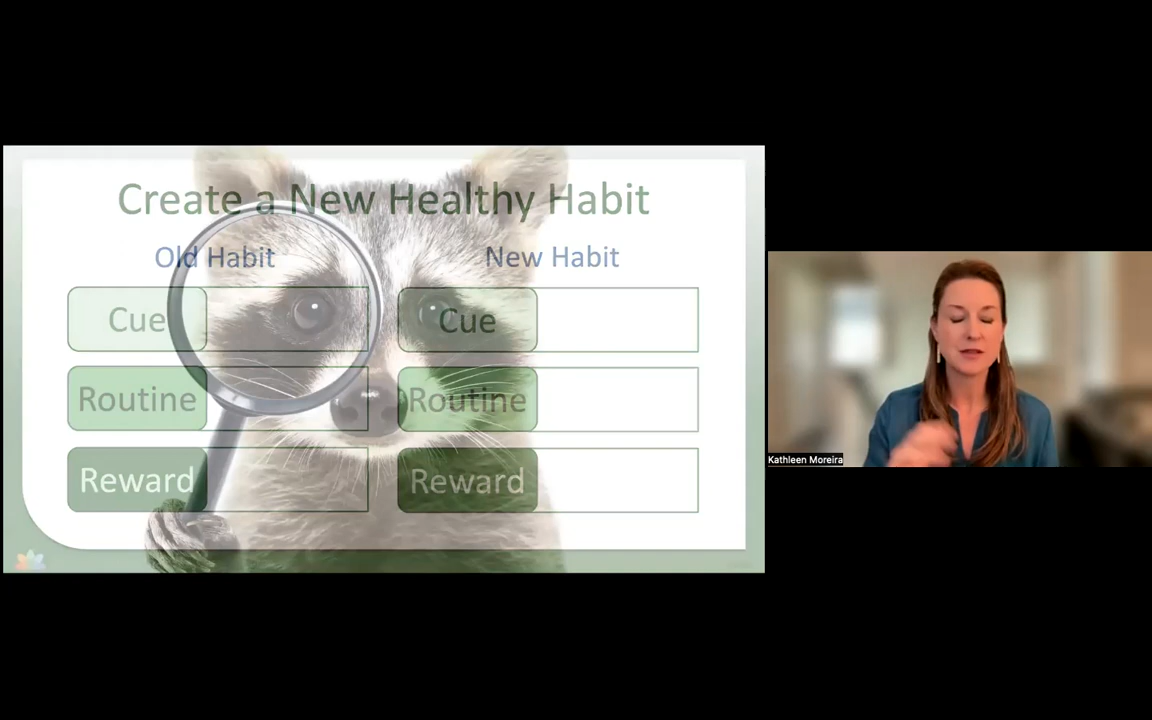 Create a New Healthy Habit
Old Habit
New Habit
Cue
Cue
Routine
Routine
Reward
Reward
Kathleen Moreira